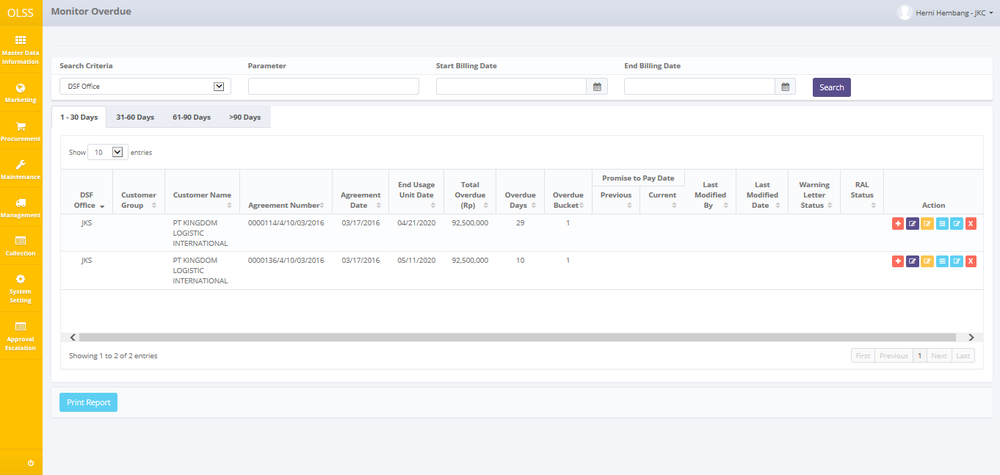 OLSS
Monitor Overdue
Herni Hembang - JKC
Master Data
Information
Marketing
Procurement
Maintenance
Management
Collection
System
Setting
Approval
Escalation
Search Criteria
Parameter
Start Billing Date
End Billing Date
DSF Office
Search
1 - 30 Days
31-60 Days
61-90 Days
>90 Days
Show 10 entries
DSF
Office
Customer
Group
Customer Name
Agreement Number
Agreement
Date
End Usage
Unit Date
Total
Overdue
(Rp)
Overdue
Days
Overdue
Bucket
Promise to Pay Date
Previous
Current
Last
Modified
By
Last
Modified
Date
Warning
Letter
Status
RAL
Status
Action
JKS
PT KINGDOM
LOGISTIC
INTERNATIONAL
0000114/4/10/03/2016
03/17/2016
04/21/2020
92,500,000
29
1
X
JKS
PT KINGDOM
LOGISTIC
INTERNATIONAL
0000136/4/10/03/2016
03/17/2016
05/11/2020
92,500,000
10
1
X
Showing 1 to 2 of 2 entries
First
Previous
1
Next
Last
Print Report